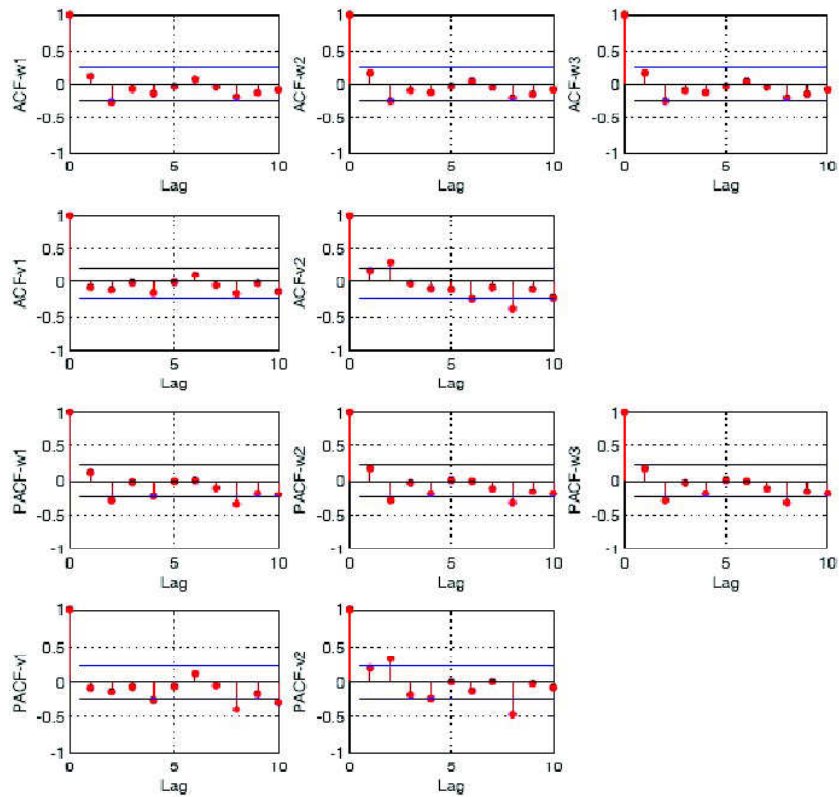 1 1 1
0.5 0.5 0.5
ACF-w1 0 ACF-w2 0 ACF-w3 0
-0.5 -0.5 -0.5
-1 -1 -1
0 5 10 0 5 10 0 5 10
Lag Lag Lag
1 1
0.5 0.5
ACF-v1 0 ACF-v2 0
-0.5 -0.5
-1 -1
0 5 10 0 5 10
Lag Lag
1 1 1
0.5 0.5 0.5
PACF-w1 0 PACF-w2 0 PACF-w3 0
-0.5 -0.5 -0.5
-1 -1 -1
0 5 10 0 5 10 0 5 10
Lag Lag Lag
1 1
0.5 0.5
PACF-v1 0 PACF-v2 0
-0.5 -0.5
-1 -1
0 5 10 0 5 10
Lag Lag